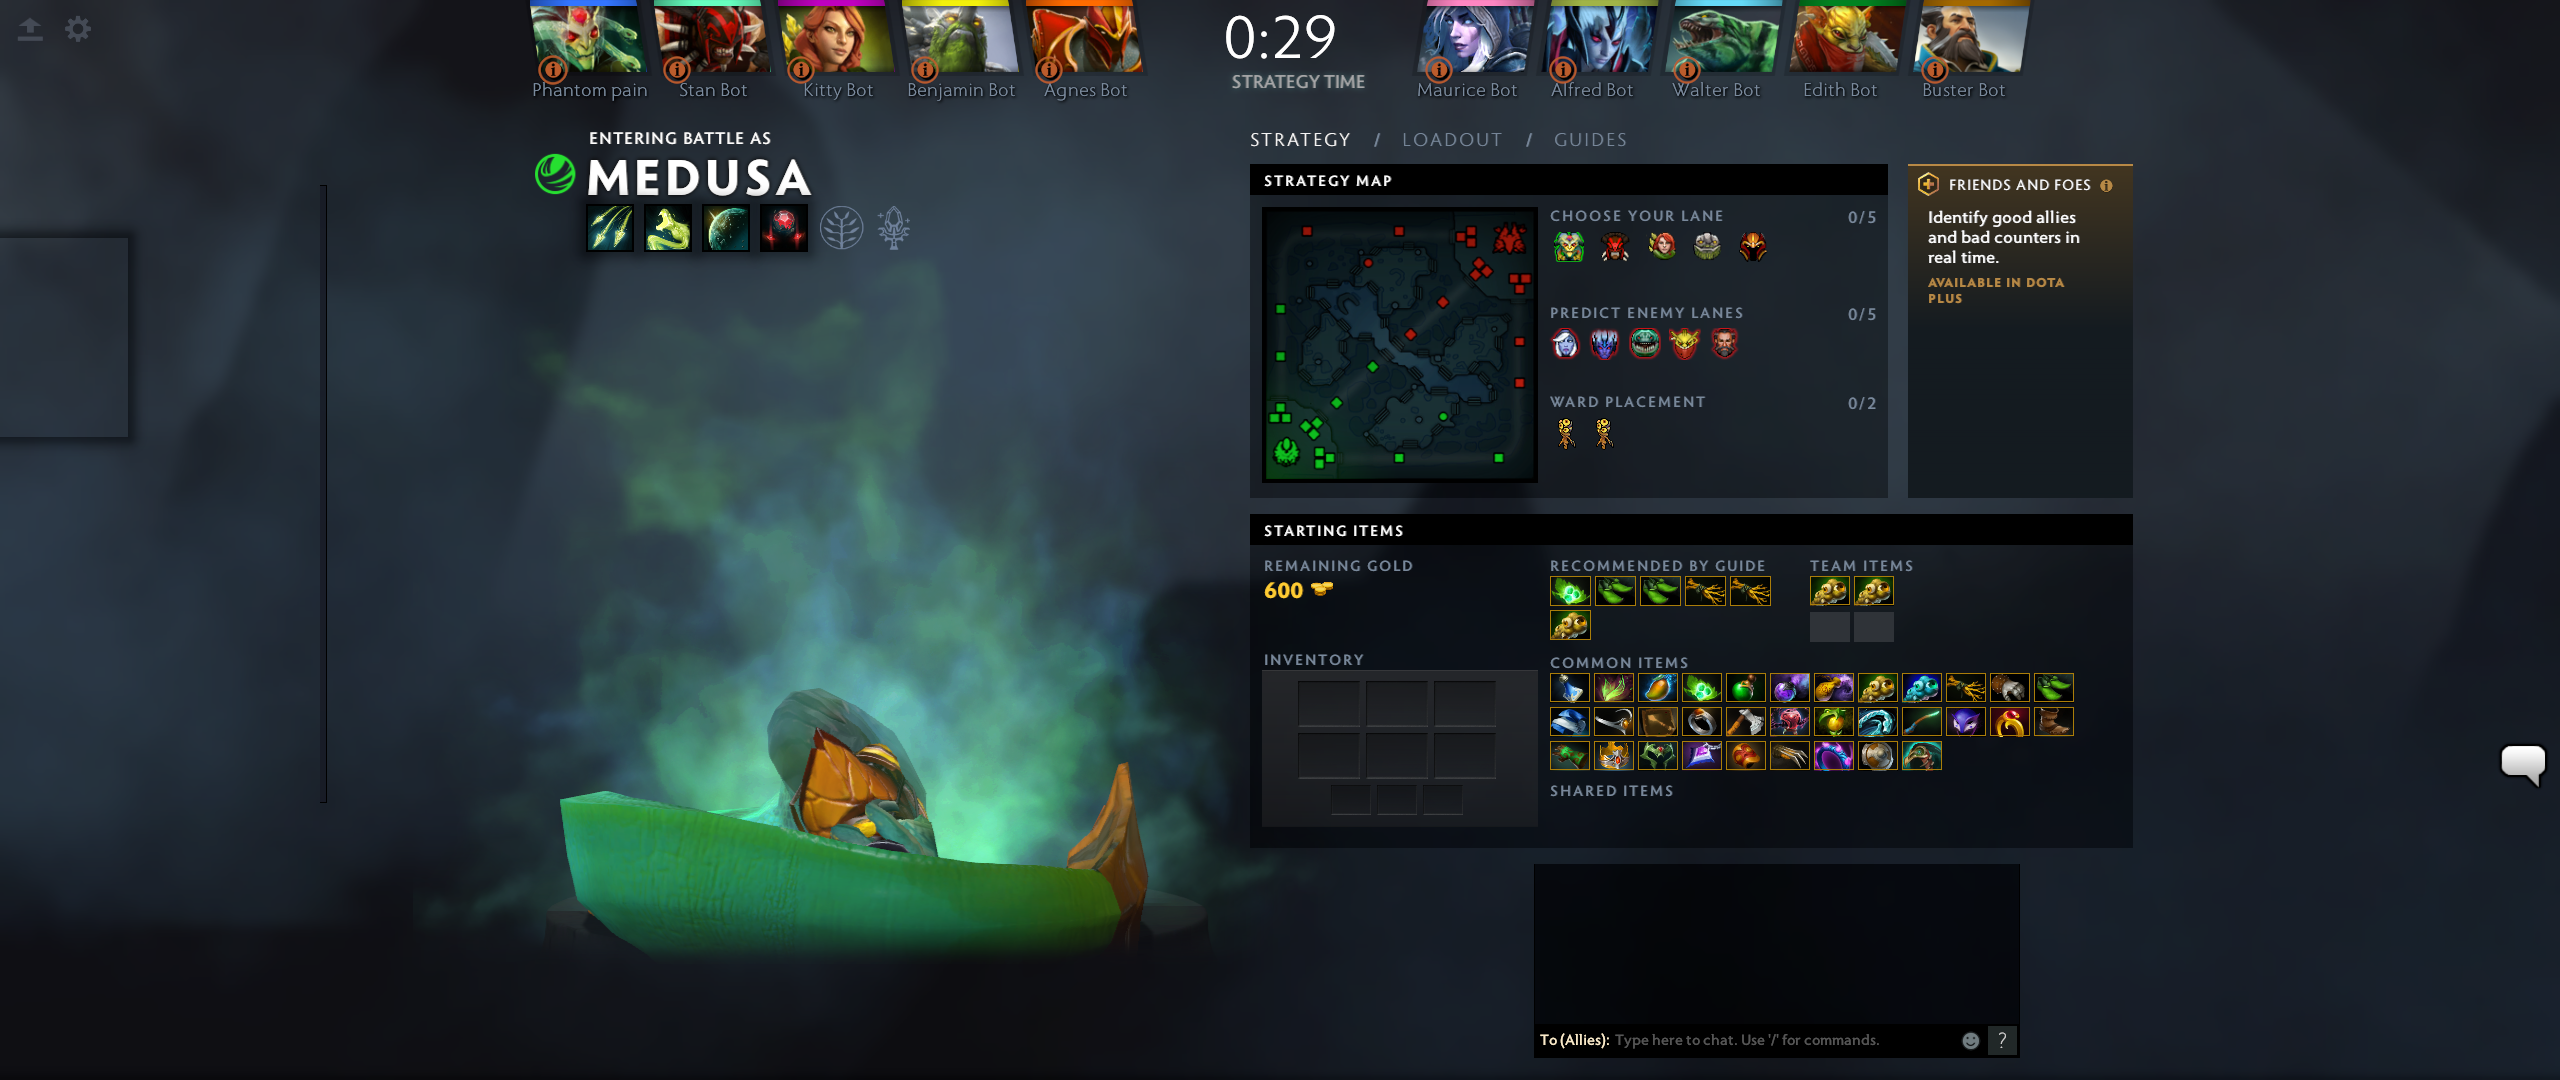 0:29
STRATEGY TIME
Phantom pain
Stan Bot
Kitty Bot
Benjamin Bot
Agnes Bot
Maurice Bot
Alfred Bot
Walter Bot
Edith Bot
Buster Bot
ENTERING BATTLE AS
MEDUSA
STRATEGY / LOADOUT / GUIDES
STRATEGY MAP
CHOOSE YOUR LANE 0/5
PREDICT ENEMY LANES 0/5
WARD PLACEMENT 0/2
FRIENDS AND FOES
Identify good allies
and bad counters in
real time.
AVAILABLE IN DOTA
PLUS
STARTING ITEMS
REMAINING GOLD
600
RECOMMENDED BY GUIDE
TEAM ITEMS
INVENTORY
COMMON ITEMS
SHARED ITEMS
To (Allies): Type here to chat. Use '/' for commands.
?